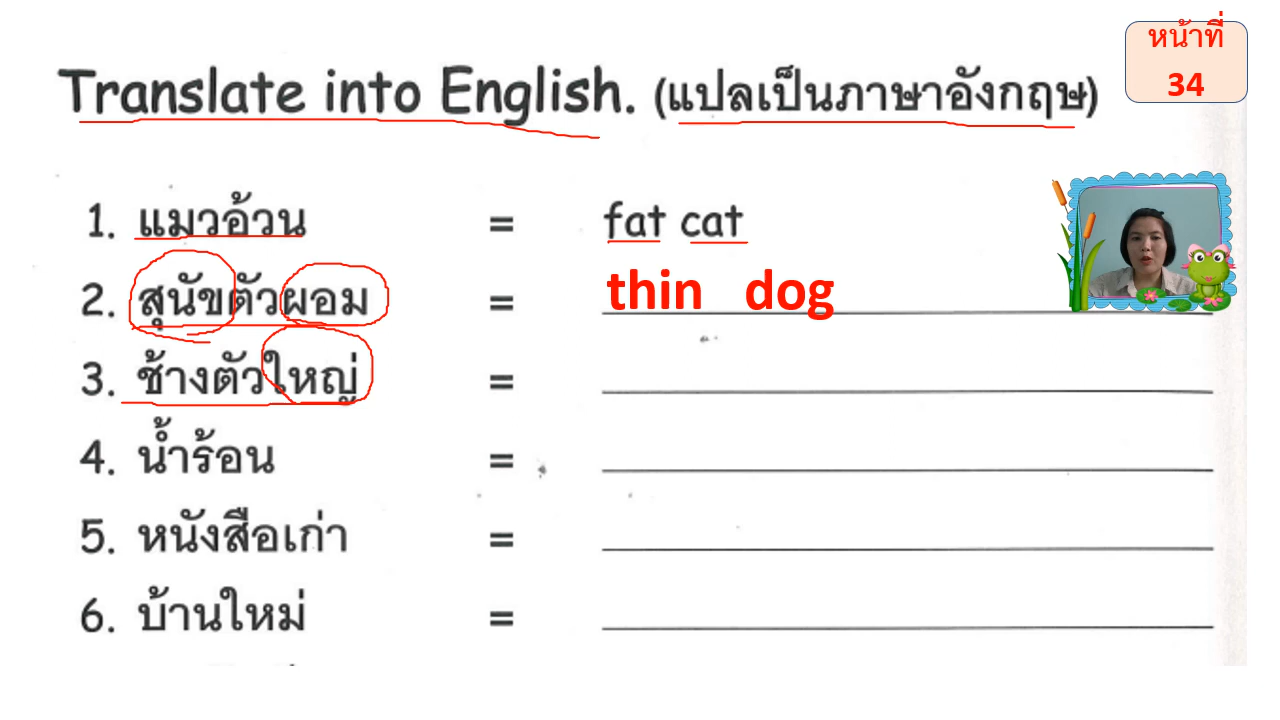 หน้าที่
34
Translate into English. (แปลเป็นภาษาอังกฤษ)
1. แมวอ้วน = fat cat
2. สุนัขตัวผอม = thin dog
3. ช้างตัวใหญ่ =
4. น้ำร้อน =
5. หนังสือเก่า =
6. บ้านใหม่ =